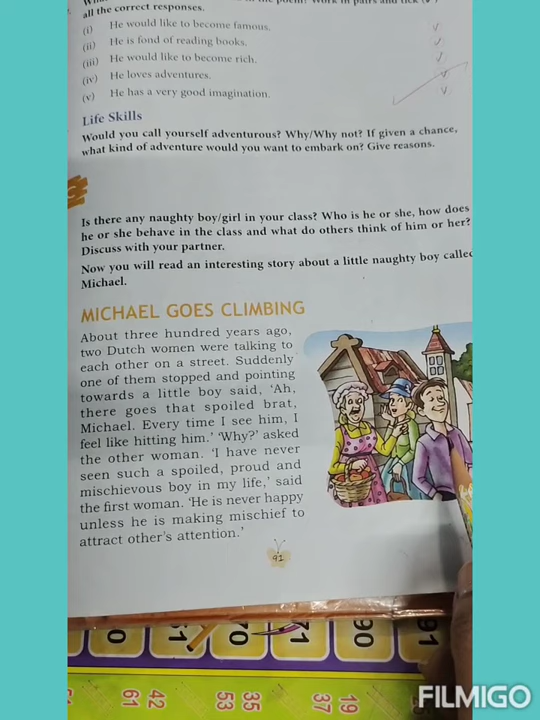 in the poem? Work in pairs and tick (✓)
all the correct responses.
(i) He would like to become famous. ✓
(ii) He is fond of reading books. ✓
(iii) He would like to become rich. ✓
(iv) He loves adventures. ✓
(v) He has a very good imagination. ✓
Life Skills
Would you call yourself adventurous? Why/Why not? If given a chance,
what kind of adventure would you want to embark on? Give reasons.
Is there any naughty boy/girl in your class? Who is he or she, how does
he or she behave in the class and what do others think of him or her?
Discuss with your partner.
Now you will read an interesting story about a little naughty boy called
Michael.
MICHAEL GOES CLIMBING
About three hundred years ago,
two Dutch women were talking to
each other on a street. Suddenly
one of them stopped and pointing
towards a little boy said, ‘Ah,
there goes that spoiled brat,
Michael. Every time I see him, I
feel like hitting him.’ ‘Why?’ asked
the other woman. ‘I have never
seen such a spoiled, proud and
mischievous boy in my life,’ said
the first woman. ‘He is never happy
unless he is making mischief to
attract other's attention.’
91
0 61 70 71 90 91
61 42 53 35 37 19
FILMIGO